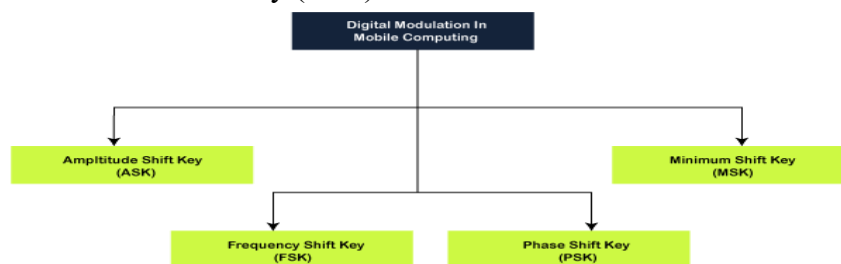 Digital Modulation In
Mobile Computing
Ampltitude Shift Key
(ASK)
Minimum Shift Key
(MSK)
Frequency Shift Key
(FSK)
Phase Shift Key
(PSK)